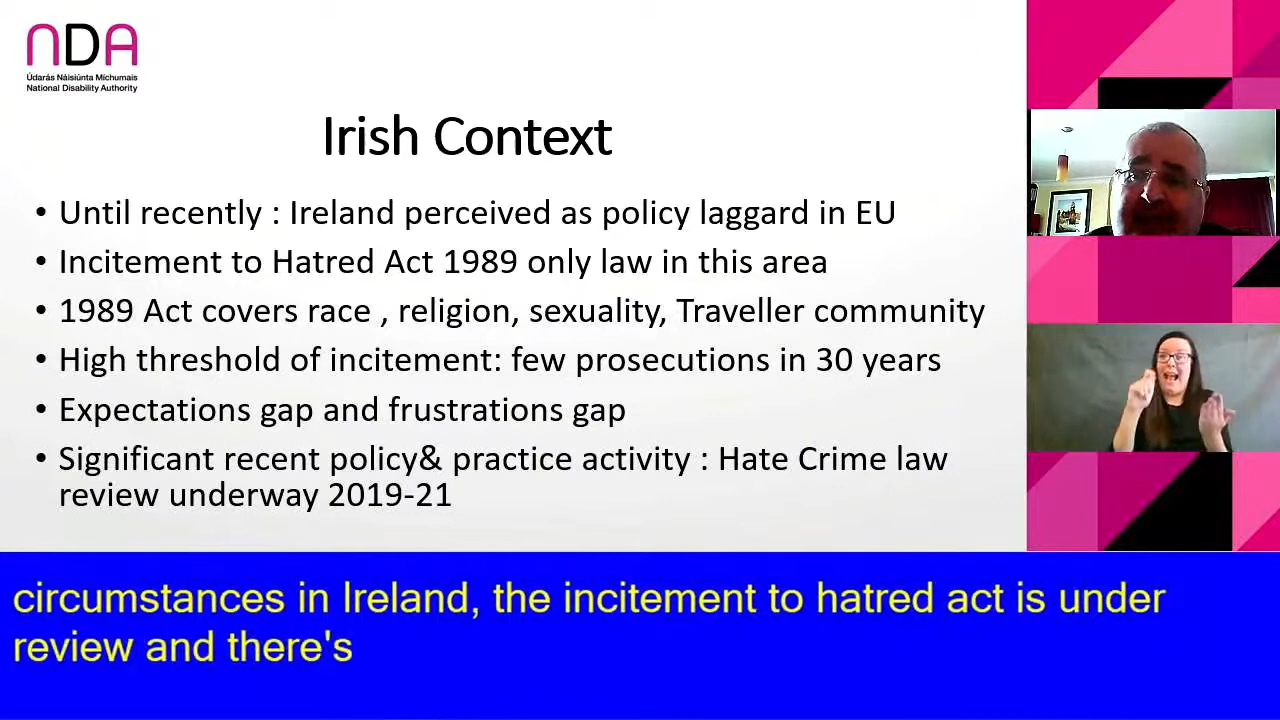 NDA
Údarás Náisiúnta Míchumais
National Disability Authority
Irish Context
• Until recently : Ireland perceived as policy laggard in EU
• Incitement to Hatred Act 1989 only law in this area
• 1989 Act covers race , religion, sexuality, Traveller community
• High threshold of incitement: few prosecutions in 30 years
• Expectations gap and frustrations gap
• Significant recent policy& practice activity : Hate Crime law
review underway 2019-21
circumstances in Ireland, the incitement to hatred act is under
review and there's